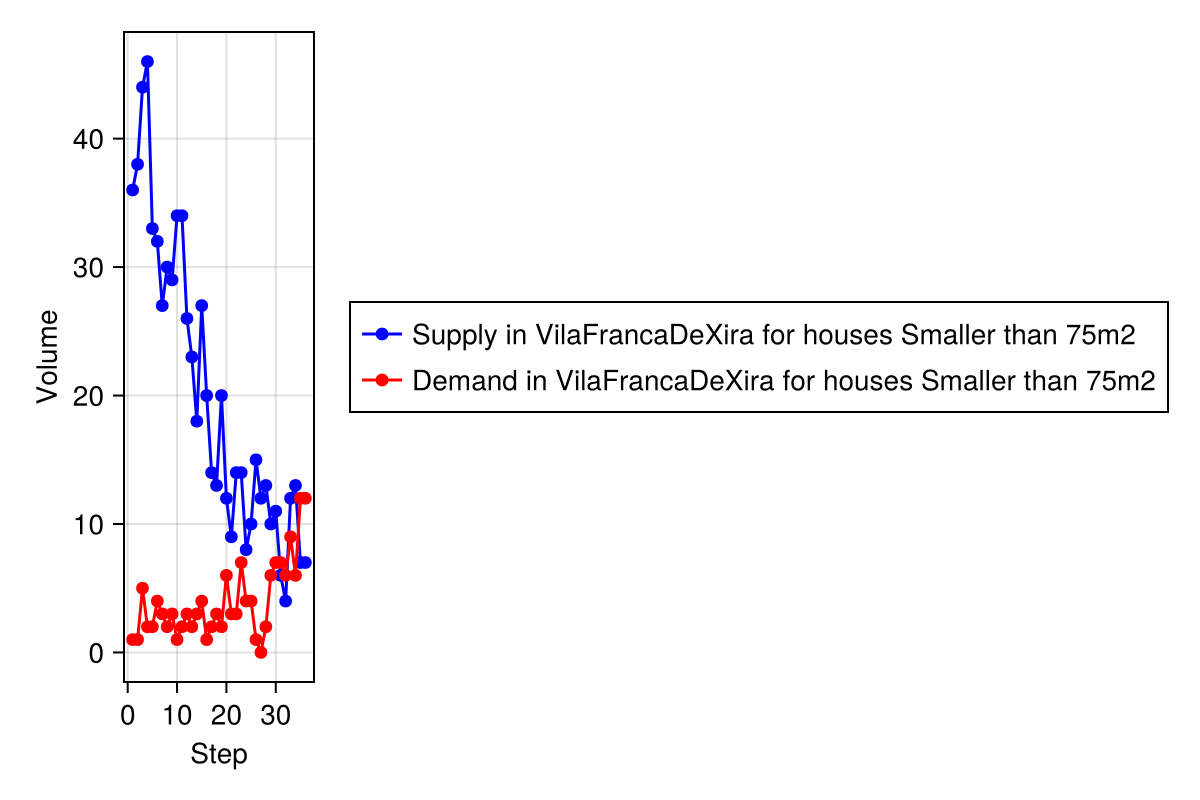 Volume
40
30
20
10
0
0 10 20 30
Step
Supply in VilaFrancaDeXira for houses Smaller than 75m2
Demand in VilaFrancaDeXira for houses Smaller than 75m2